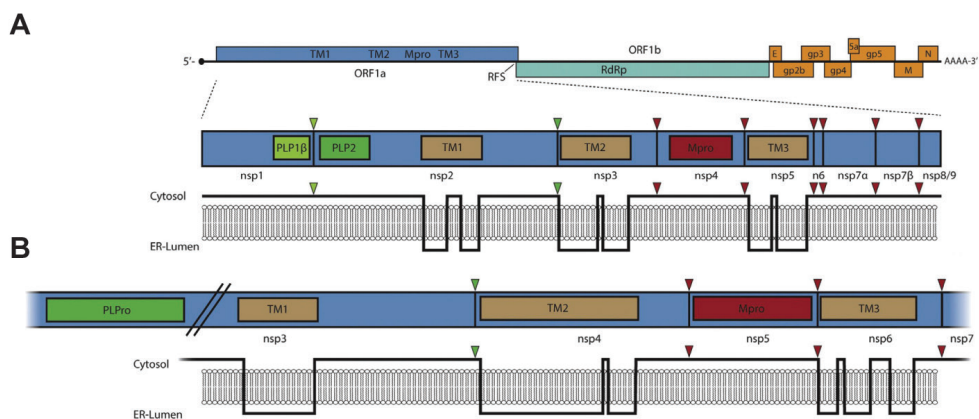 A
TM1 TM2 Mpro TM3
ORF1b
E gp3 5a gp5 N
5'-
AAAA-3'
ORF1a
RFS
RdRp
gp2b gp4 M
PLP1β PLP2 TM1 TM2 Mpro TM3
nsp1 nsp2 nsp3 nsp4 nsp5 n6 nsp7α nsp7β nsp8/9
Cytosol
ER-Lumen
B
PLPro TM1 TM2 Mpro TM3
nsp3 nsp4 nsp5 nsp6 nsp7
Cytosol
ER-Lumen